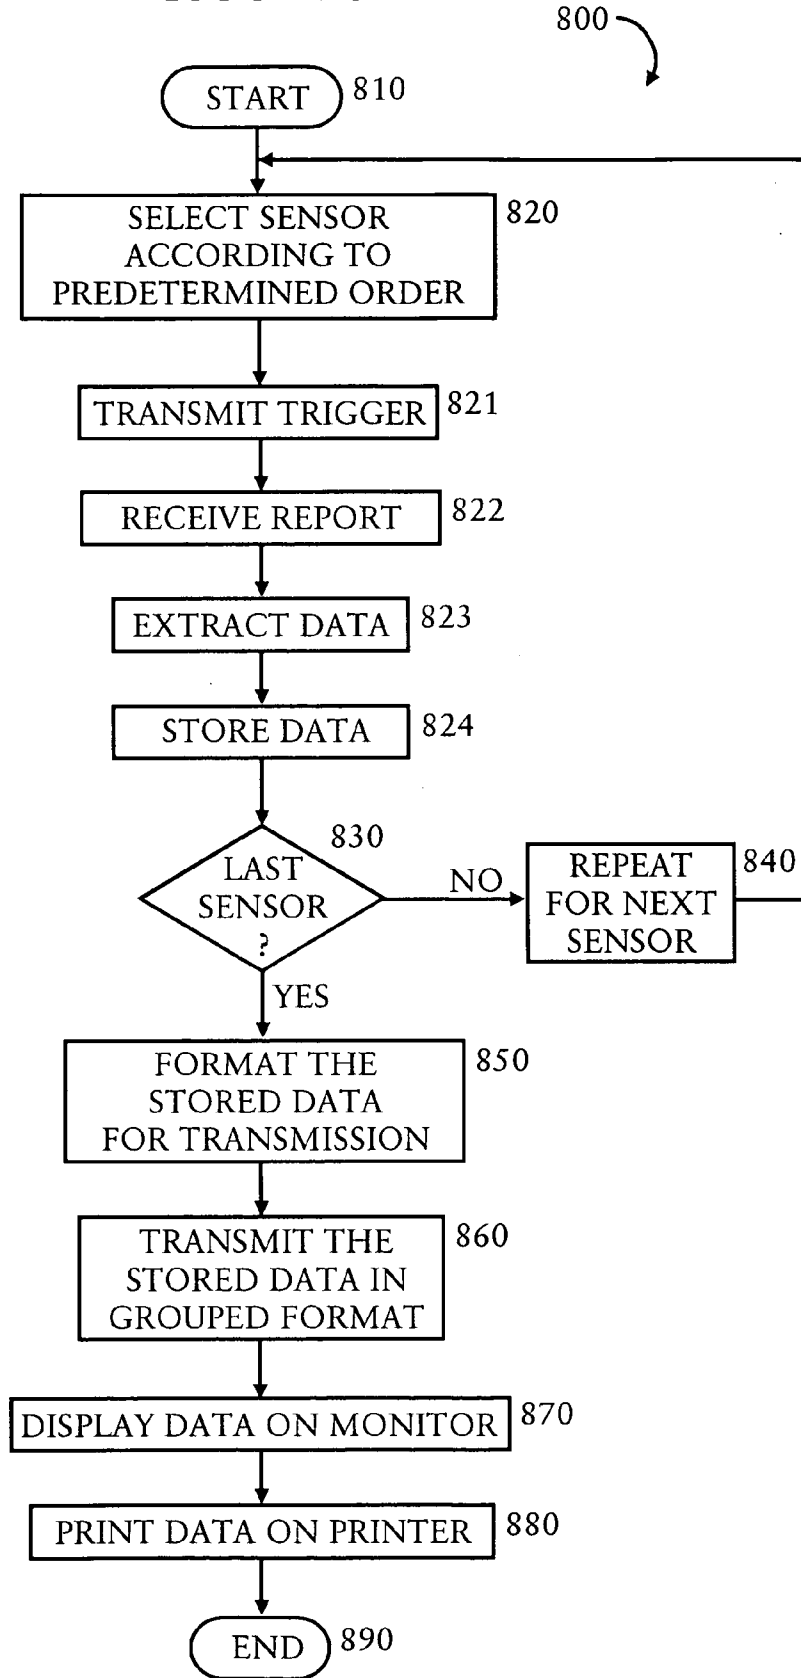 800
START 810
SELECT SENSOR 820
ACCORDING TO
PREDETERMINED ORDER
TRANSMIT TRIGGER 821
RECEIVE REPORT 822
EXTRACT DATA 823
STORE DATA 824
830
LAST
SENSOR
?
NO
REPEAT 840
FOR NEXT
SENSOR
YES
FORMAT THE 850
STORED DATA
FOR TRANSMISSION
TRANSMIT THE 860
STORED DATA IN
GROUPED FORMAT
DISPLAY DATA ON MONITOR 870
PRINT DATA ON PRINTER 880
END 890